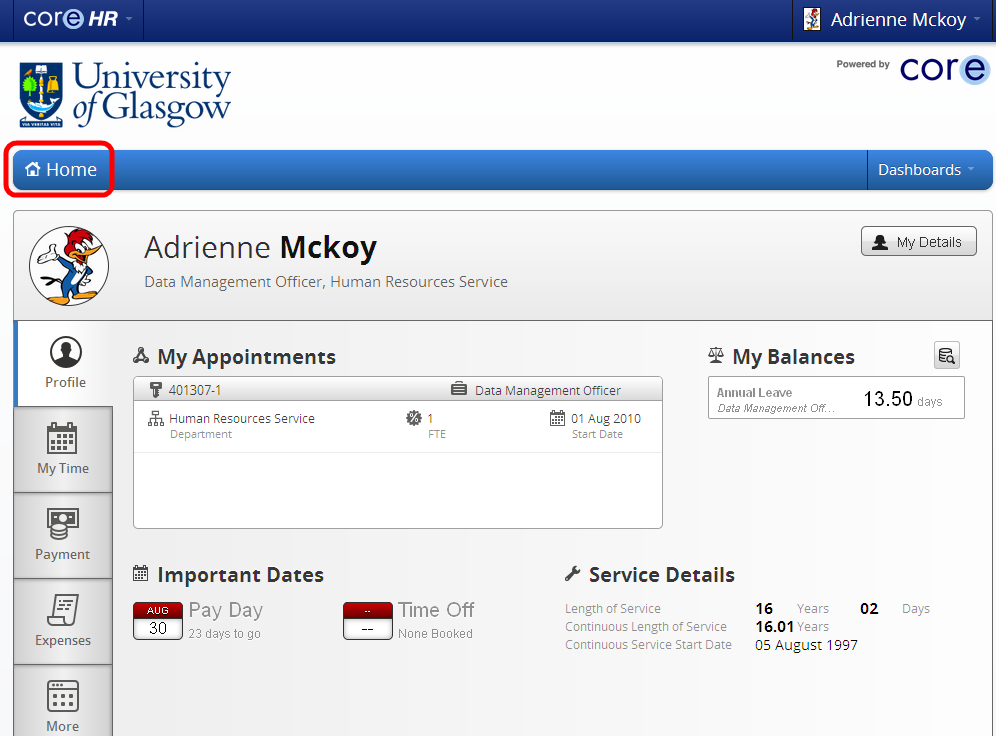 core HR
Adrienne Mckoy
University
of Glasgow
Powered by core
Home
Dashboards
Adrienne Mckoy
Data Management Officer, Human Resources Service
My Details
Profile
My Time
Payment
Expenses
More
My Appointments
401307-1 Data Management Officer
Human Resources Service 1 01 Aug 2010
Department FTE Start Date
My Balances
Annual Leave
Data Management Off...
13.50 days
Important Dates
AUG
30
Pay Day
23 days to go
--
--
Time Off
None Booked
Service Details
Length of Service 16 Years 02 Days
Continuous Length of Service 16.01 Years
Continuous Service Start Date 05 August 1997